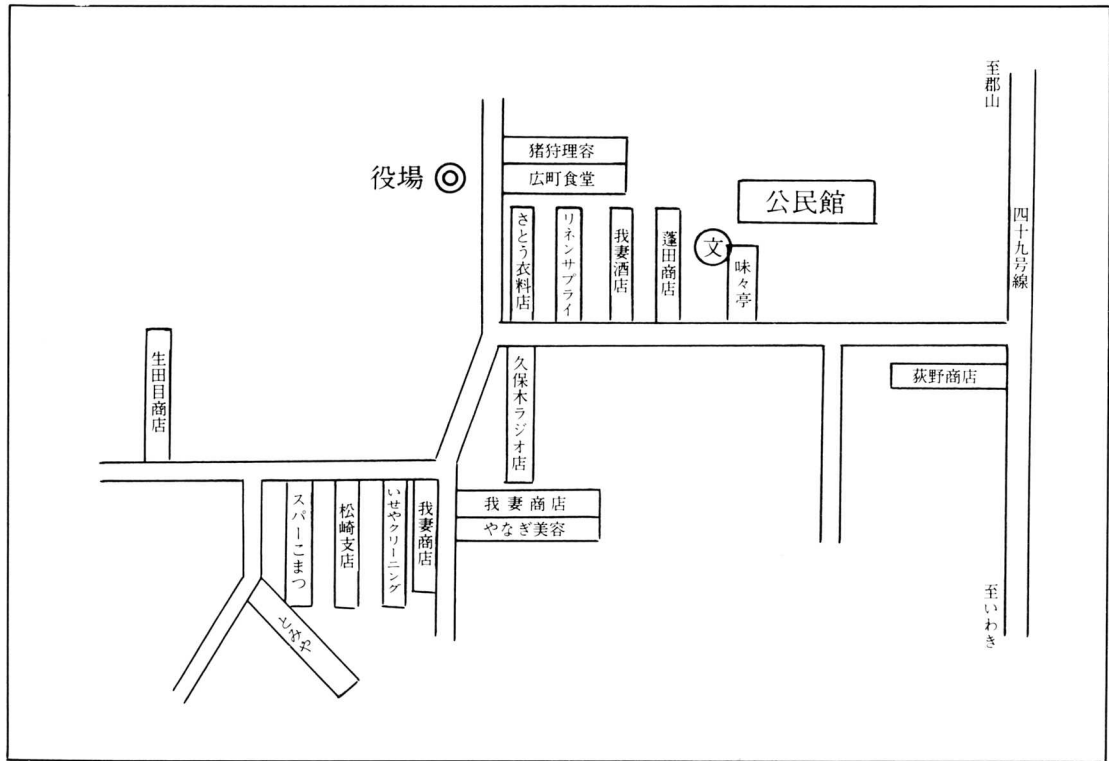 至郡山
猪狩理容
役場
広町食堂
公民館
さとう衣料店
リネンサプライ
我妻酒店
蓬田商店
文
味々亭
四十九号線
生田目商店
久保木ラジオ店
荻野商店
スパーこまつ
松崎支店
いせやクリーニング
我妻商店
我妻商店
やなぎ美容
とみや
至いわき